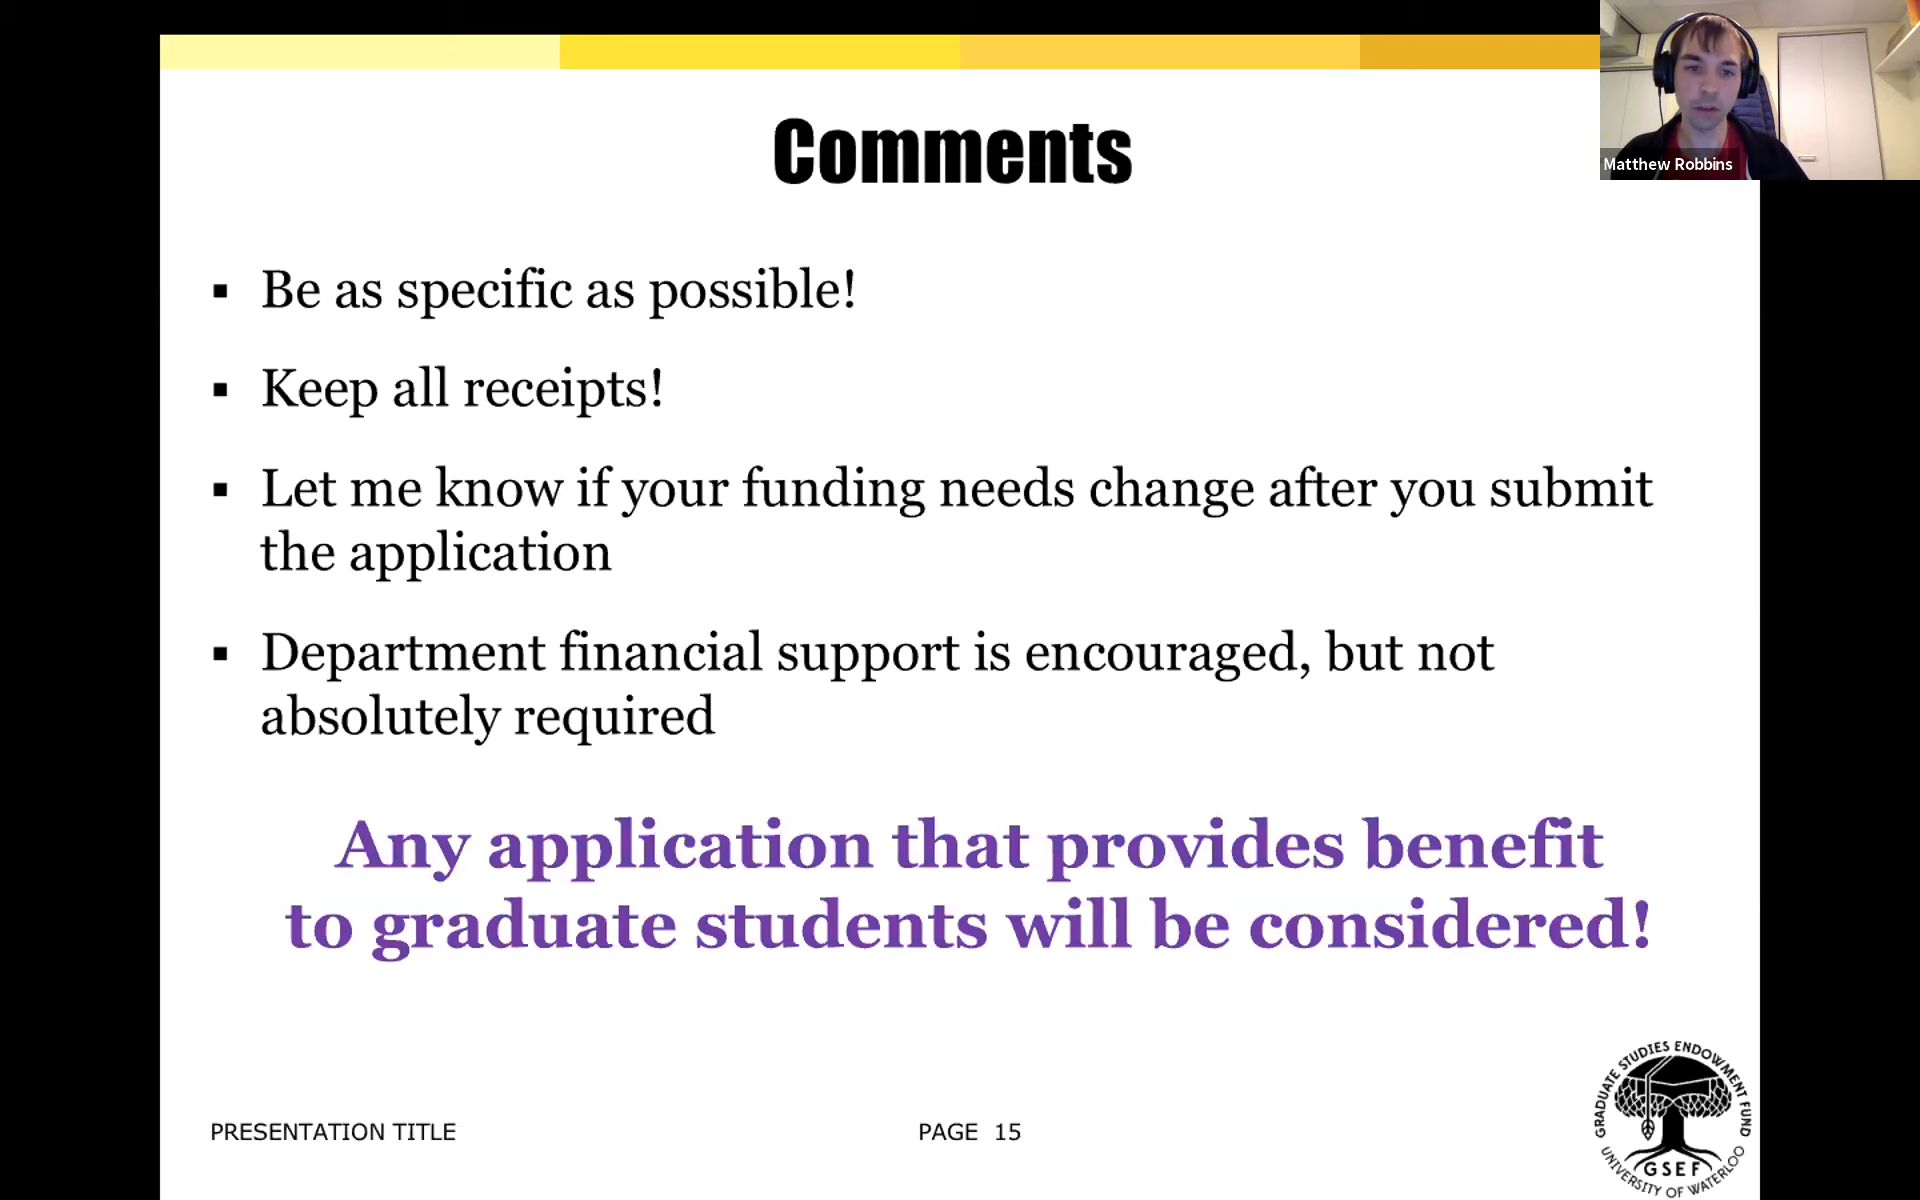 Comments
Matthew Robbins
▪ Be as specific as possible!
▪ Keep all receipts!
▪ Let me know if your funding needs change after you submit
the application
▪ Department financial support is encouraged, but not
absolutely required
Any application that provides benefit
to graduate students will be considered!
PRESENTATION TITLE
PAGE 15
GRADUATE STUDIES ENDOWMENT FUND
GSEF
UNIVERSITY OF WATERLOO